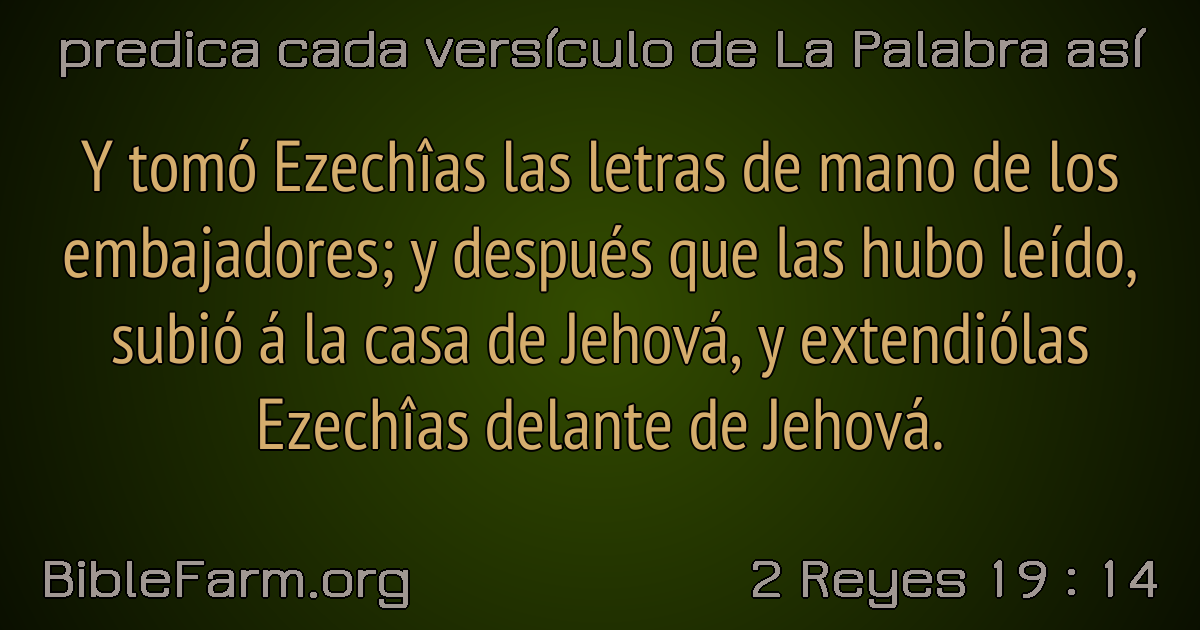 predica cada versículo de La Palabra así
Y tomó Ezechîas las letras de mano de los
embajadores; y después que las hubo leído,
subió á la casa de Jehová, y extendiólas
Ezechîas delante de Jehová.
BibleFarm.org
2 Reyes 19 : 14